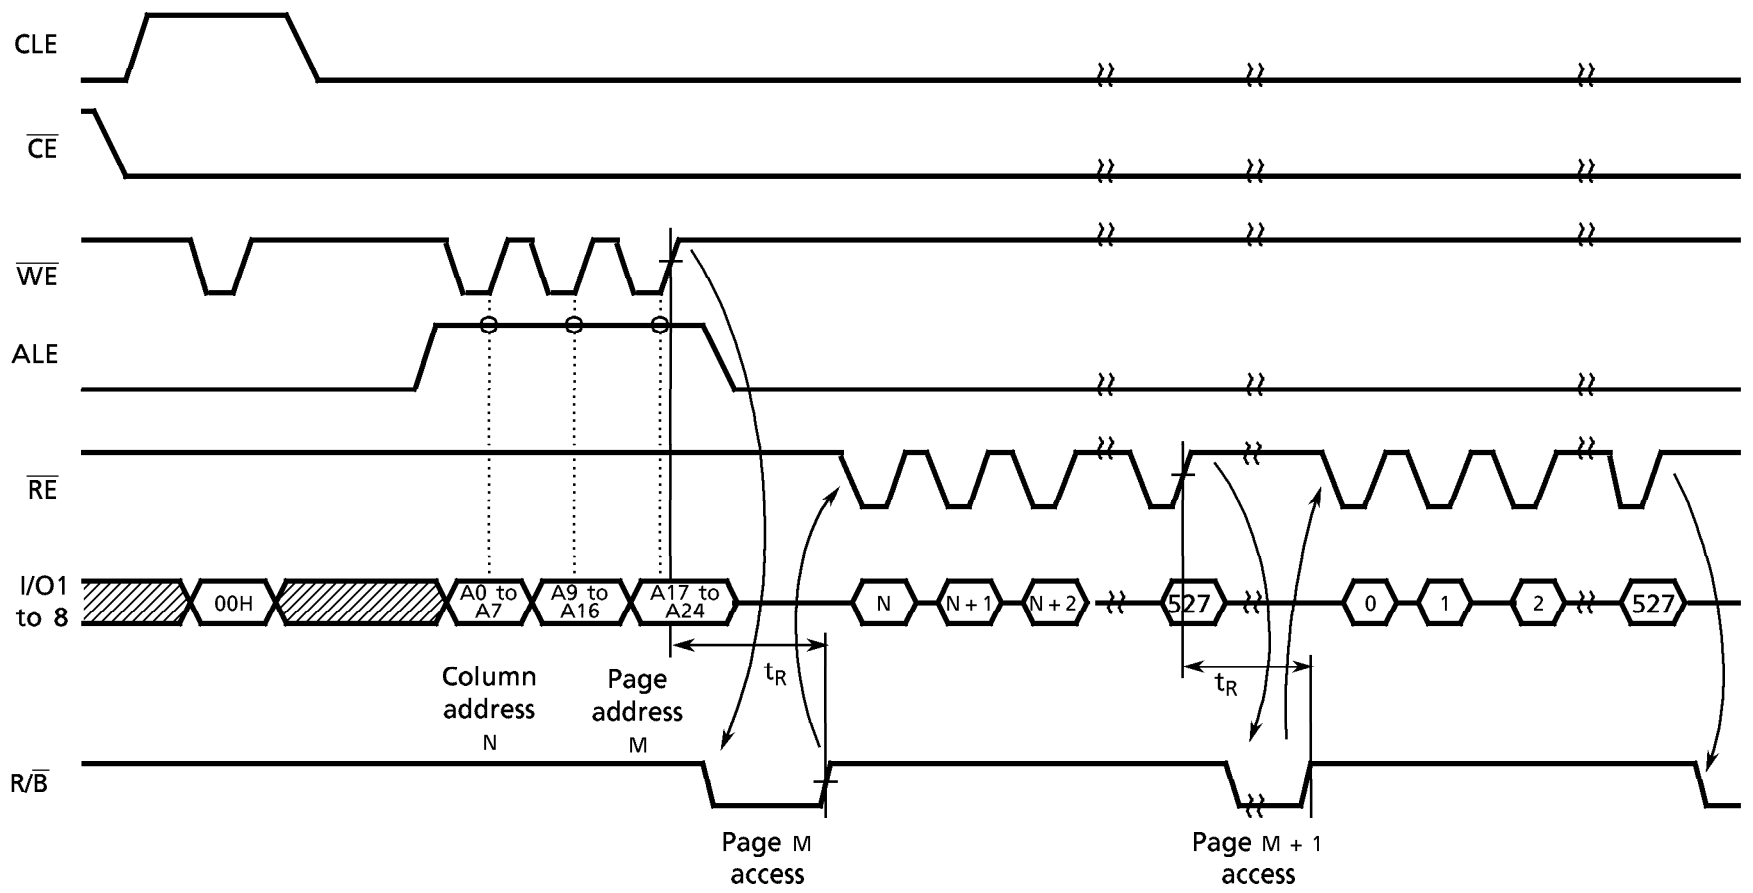 CLE
CE
WE
ALE
RE
I/O1
to 8
00H
A0 to
A7
A9 to
A16
A17 to
A24
N
N + 1
N + 2
527
0
1
2
527
tR
tR
Column
address
N
Page
address
M
R/B
Page M
access
Page M + 1
access